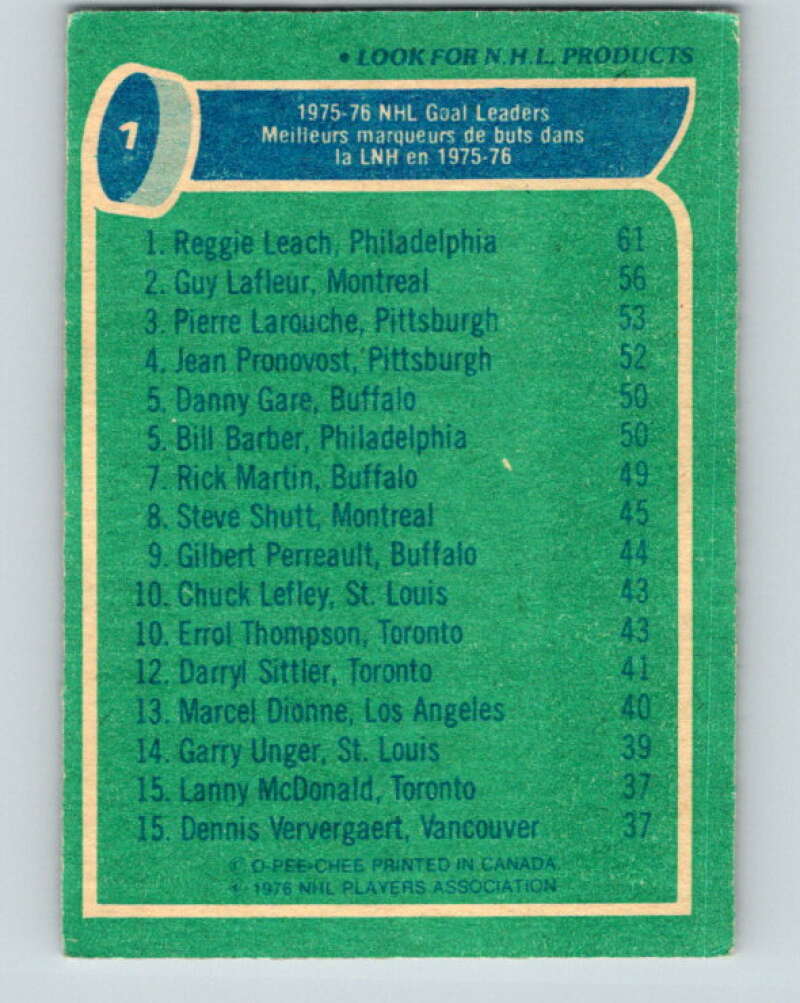 • LOOK FOR N.H.L. PRODUCTS
1
1975-76 NHL Goal Leaders
Meilleurs marqueurs de buts dans
la LNH en 1975-76
1. Reggie Leach, Philadelphia 61
2. Guy Lafleur, Montreal 56
3. Pierre Larouche, Pittsburgh 53
4. Jean Pronovost, Pittsburgh 52
5. Danny Gare, Buffalo 50
5. Bill Barber, Philadelphia 50
7. Rick Martin, Buffalo 49
8. Steve Shutt, Montreal 45
9. Gilbert Perreault, Buffalo 44
10. Chuck Lefley, St. Louis 43
10. Errol Thompson, Toronto 43
12. Darryl Sittler, Toronto 41
13. Marcel Dionne, Los Angeles 40
14. Garry Unger, St. Louis 39
15. Lanny McDonald, Toronto 37
15. Dennis Ververgaert, Vancouver 37
© O-PEE-CHEE PRINTED IN CANADA
© 1976 NHL PLAYERS ASSOCIATION